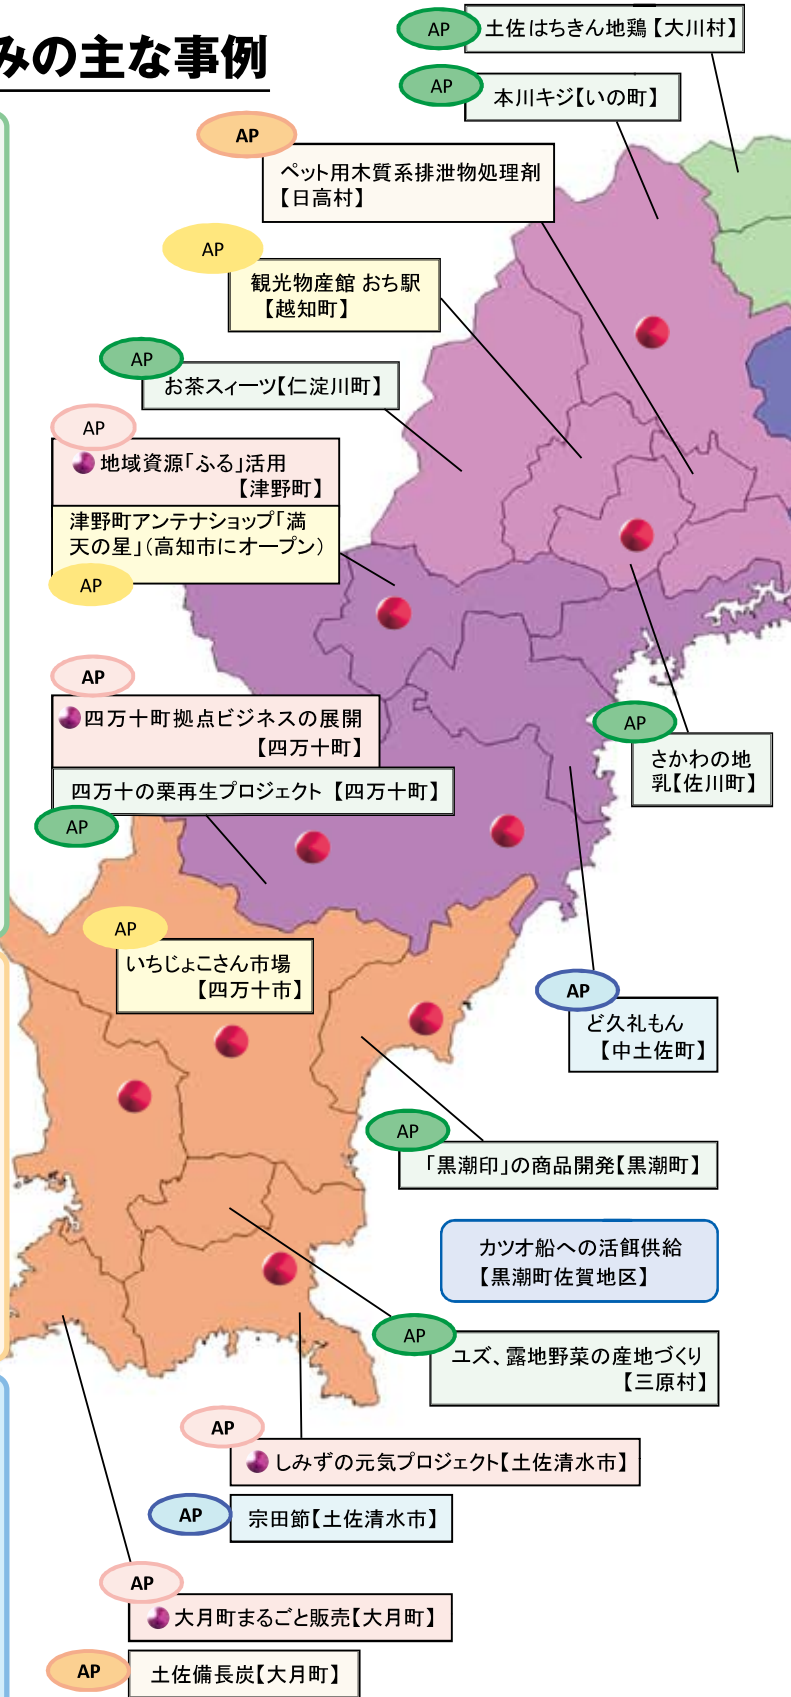 みの主な事例
AP
土佐はちきん地鶏【大川村】
AP
本川キジ【いの町】
AP
ペット用木質系排泄物処理剤
【日高村】
AP
観光物産館 おち駅
【越知町】
AP
お茶スィーツ【仁淀川町】
AP
地域資源「ふる」活用
【津野町】
津野町アンテナショップ「満
天の星」（高知市にオープン）
AP
AP
四万十町拠点ビジネスの展開
【四万十町】
四万十の栗再生プロジェクト【四万十町】
AP
AP
さかわの地
乳【佐川町】
AP
いちじょこさん市場
【四万十市】
AP
ど久礼もん
【中土佐町】
AP
「黒潮印」の商品開発【黒潮町】
カツオ船への活餌供給
【黒潮町佐賀地区】
AP
ユズ、露地野菜の産地づくり
【三原村】
AP
しみずの元気プロジェクト【土佐清水市】
AP
宗田節【土佐清水市】
AP
大月町まるごと販売【大月町】
AP
土佐備長炭【大月町】